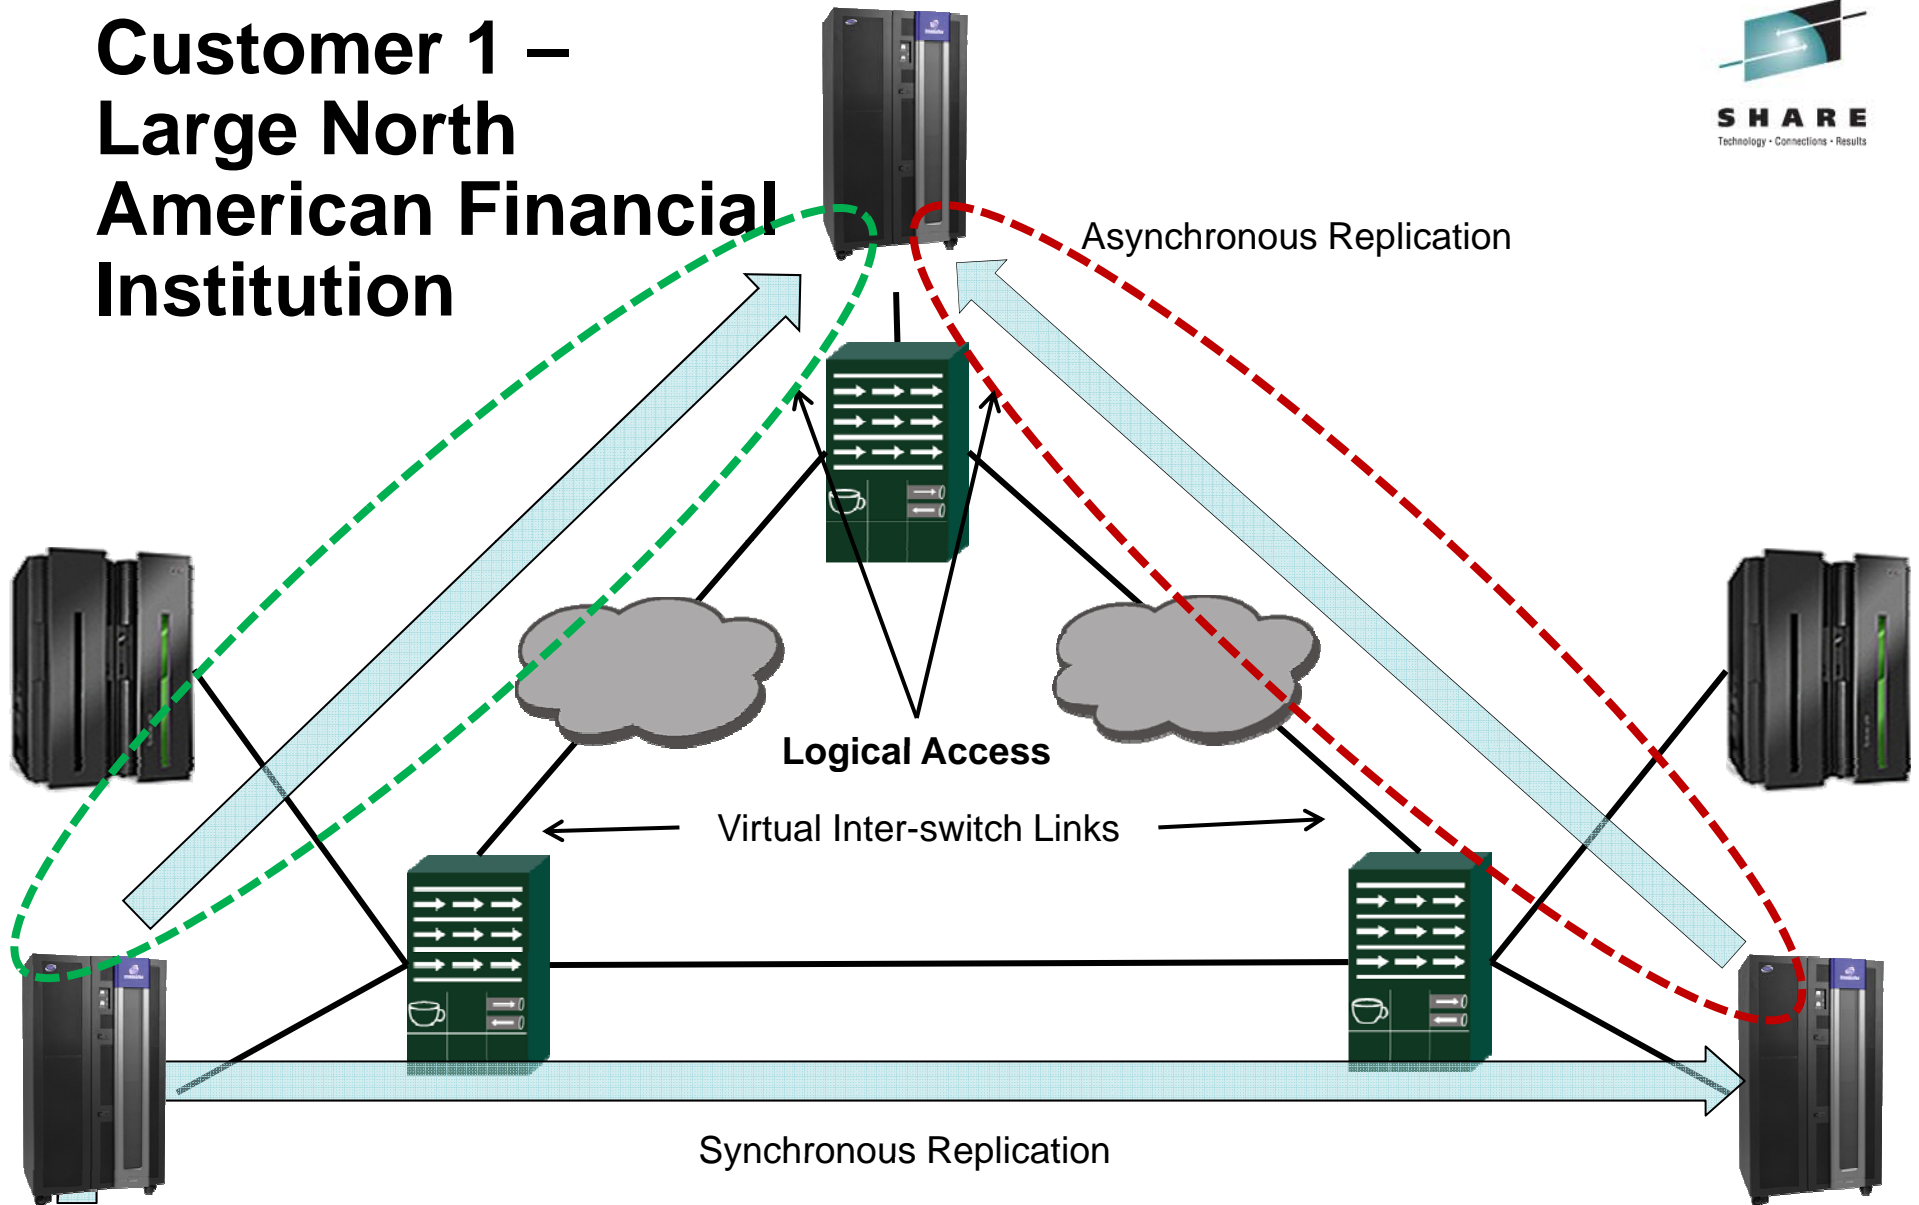 Customer 1 –
Large North
American Financial
Institution
SHARE
Technology · Connections · Results
Asynchronous Replication
Logical Access
Virtual Inter-switch Links
Synchronous Replication